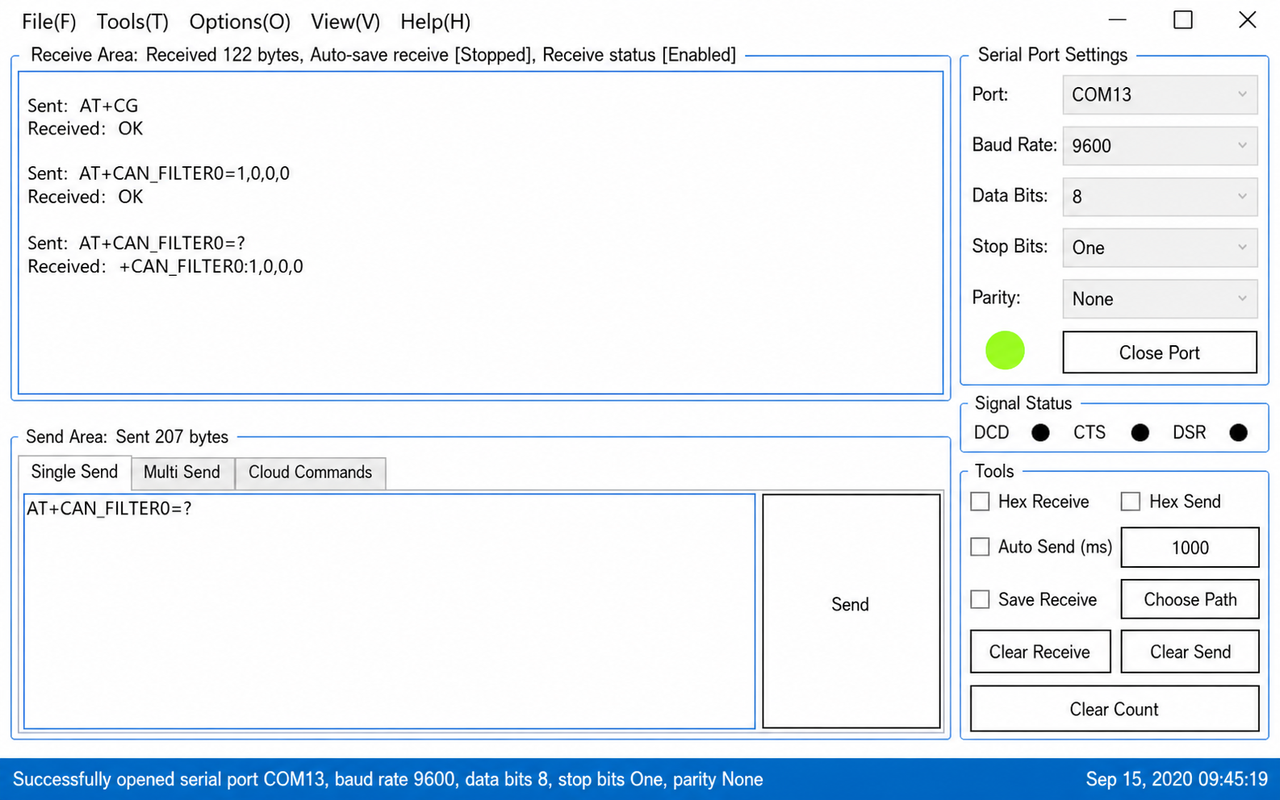 File(F) Tools(T) Options(O) View(V) Help(H)
Receive Area: Received 122 bytes, Auto-save receive [Stopped], Receive status [Enabled]
Sent: AT+CG
Received: OK
Sent: AT+CAN_FILTER0=1,0,0,0
Received: OK
Sent: AT+CAN_FILTER0=?
Received: +CAN_FILTER0:1,0,0,0
Send Area: Sent 207 bytes
Single Send Multi Send Cloud Commands
AT+CAN_FILTER0=?
Send
Serial Port Settings
Port: COM13
Baud Rate: 9600
Data Bits: 8
Stop Bits: One
Parity: None
Close Port
Signal Status
DCD CTS DSR
Tools
Hex Receive Hex Send
Auto Send (ms) 1000
Save Receive Choose Path
Clear Receive Clear Send
Clear Count
Successfully opened serial port COM13, baud rate 9600, data bits 8, stop bits One, parity None Sep 15, 2020 09:45:19